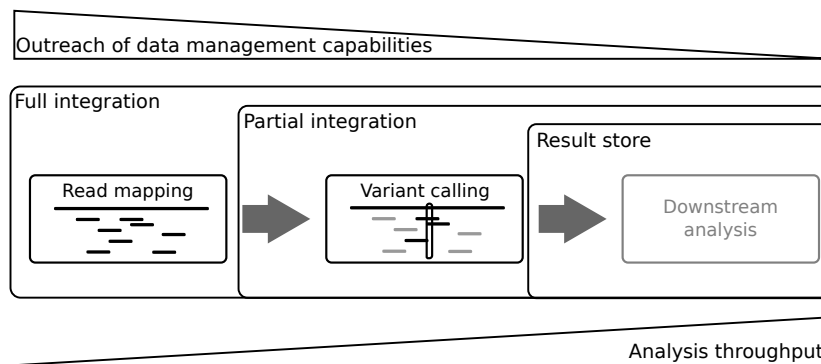 Outreach of data management capabilities
Full integration
Partial integration
Result store
Read mapping
Variant calling
Downstream
analysis
Analysis throughput